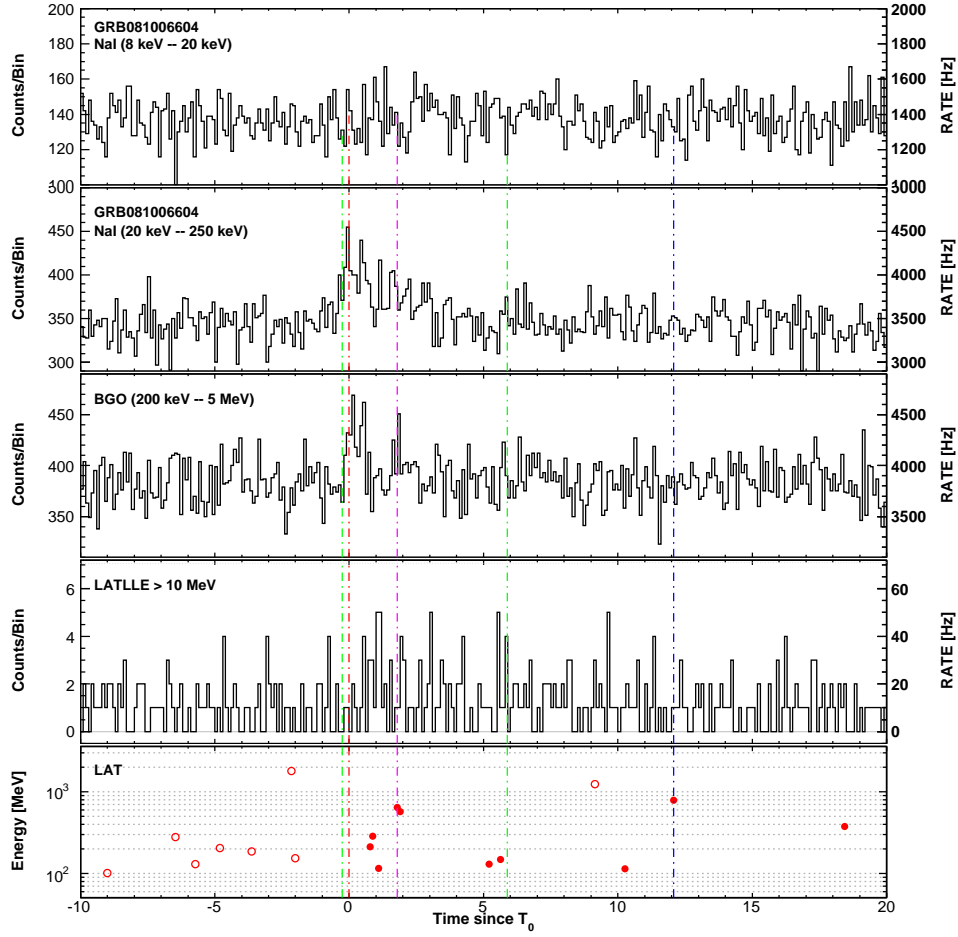 200
180
160
140
120
300
Counts/Bin
GRB081006604
NaI (8 keV -- 20 keV)
2000
1800
1600
1400
1200
3000
RATE [Hz]
450
400
350
300
Counts/Bin
GRB081006604
NaI (20 keV -- 250 keV)
4500
4000
3500
3000
RATE [Hz]
450
400
350
Counts/Bin
BGO (200 keV -- 5 MeV)
4500
4000
3500
RATE [Hz]
6
4
2
0
Counts/Bin
LATLLE > 10 MeV
60
40
20
0
RATE [Hz]
10³
10²
Energy [MeV]
LAT
-10 -5 0 5 10 15 20
Time since T₀